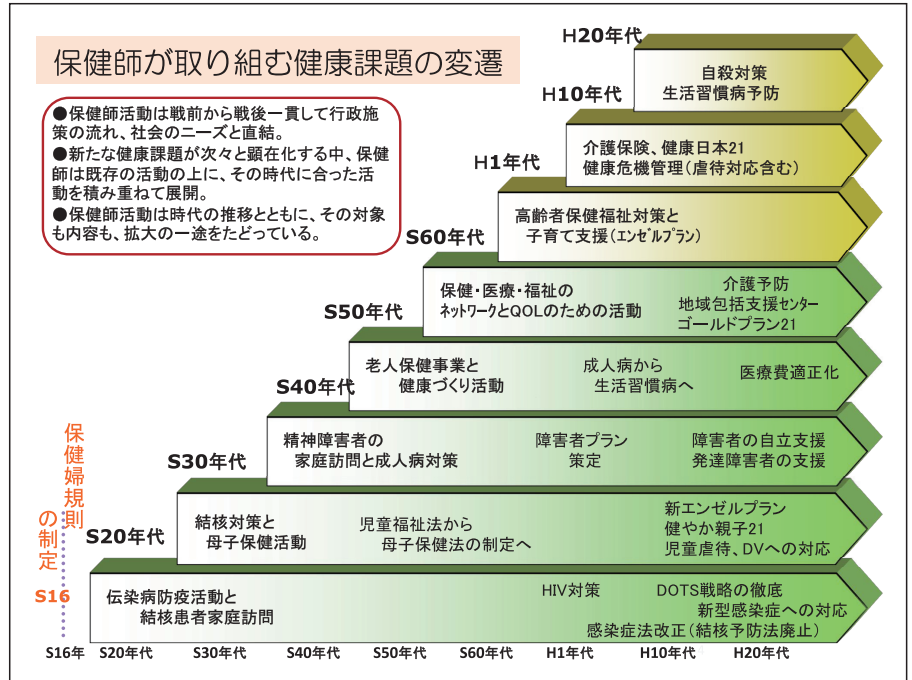 保健師が取り組む健康課題の変遷
●保健師活動は戦前から戦後一貫して行政施
策の流れ、社会のニーズと直結。
●新たな健康課題が次々と顕在化する中、保健
師は既存の活動の上に、その時代に合った活
動を積み重ねて展開。
●保健師活動は時代の推移とともに、その対象
も内容も、拡大の一途をたどっている。
H20年代
自殺対策
生活習慣病予防
H10年代
介護保険、健康日本21
健康危機管理(虐待対応含む)
H1年代
高齢者保健福祉対策と
子育て支援(エンゼルプラン)
S60年代
保健・医療・福祉の
ネットワークとQOLのための活動
介護予防
地域包括支援センター
ゴールドプラン21
S50年代
老人保健事業と
健康づくり活動
成人病から
生活習慣病へ
医療費適正化
S40年代
精神障害者の
家庭訪問と成人病対策
障害者プラン
策定
障害者の自立支援
発達障害者の支援
S30年代
結核対策と
母子保健活動
児童福祉法から
母子保健法の制定へ
新エンゼルプラン
健やか親子21
児童虐待、DVへの対応
S20年代
伝染病防疫活動と
結核患者家庭訪問
HIV対策
DOTS戦略の徹底
新型感染症への対応
感染症法改正(結核予防法廃止)
保健婦規則
の制定
S16
S16年 S20年代 S30年代 S40年代 S50年代 S60年代 H1年代 H10年代 H20年代